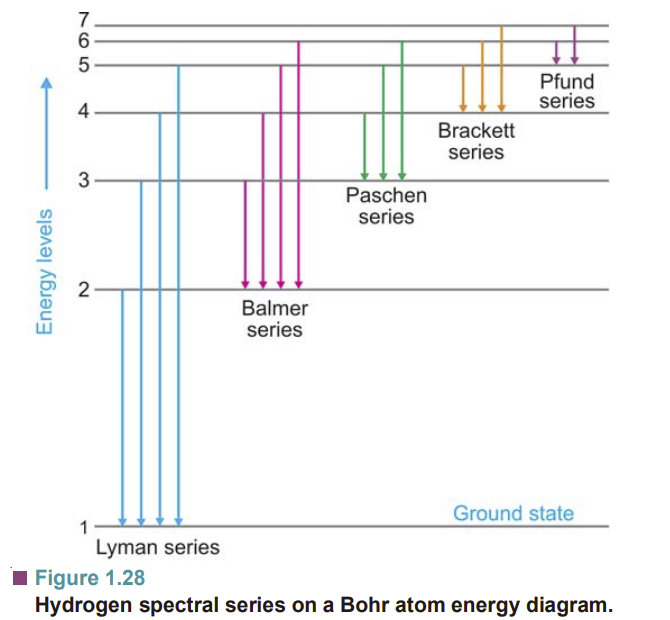 7
6
5
4
3
2
1
Energy levels
Pfund
series
Brackett
series
Paschen
series
Balmer
series
Ground state
Lyman series
Figure 1.28
Hydrogen spectral series on a Bohr atom energy diagram.